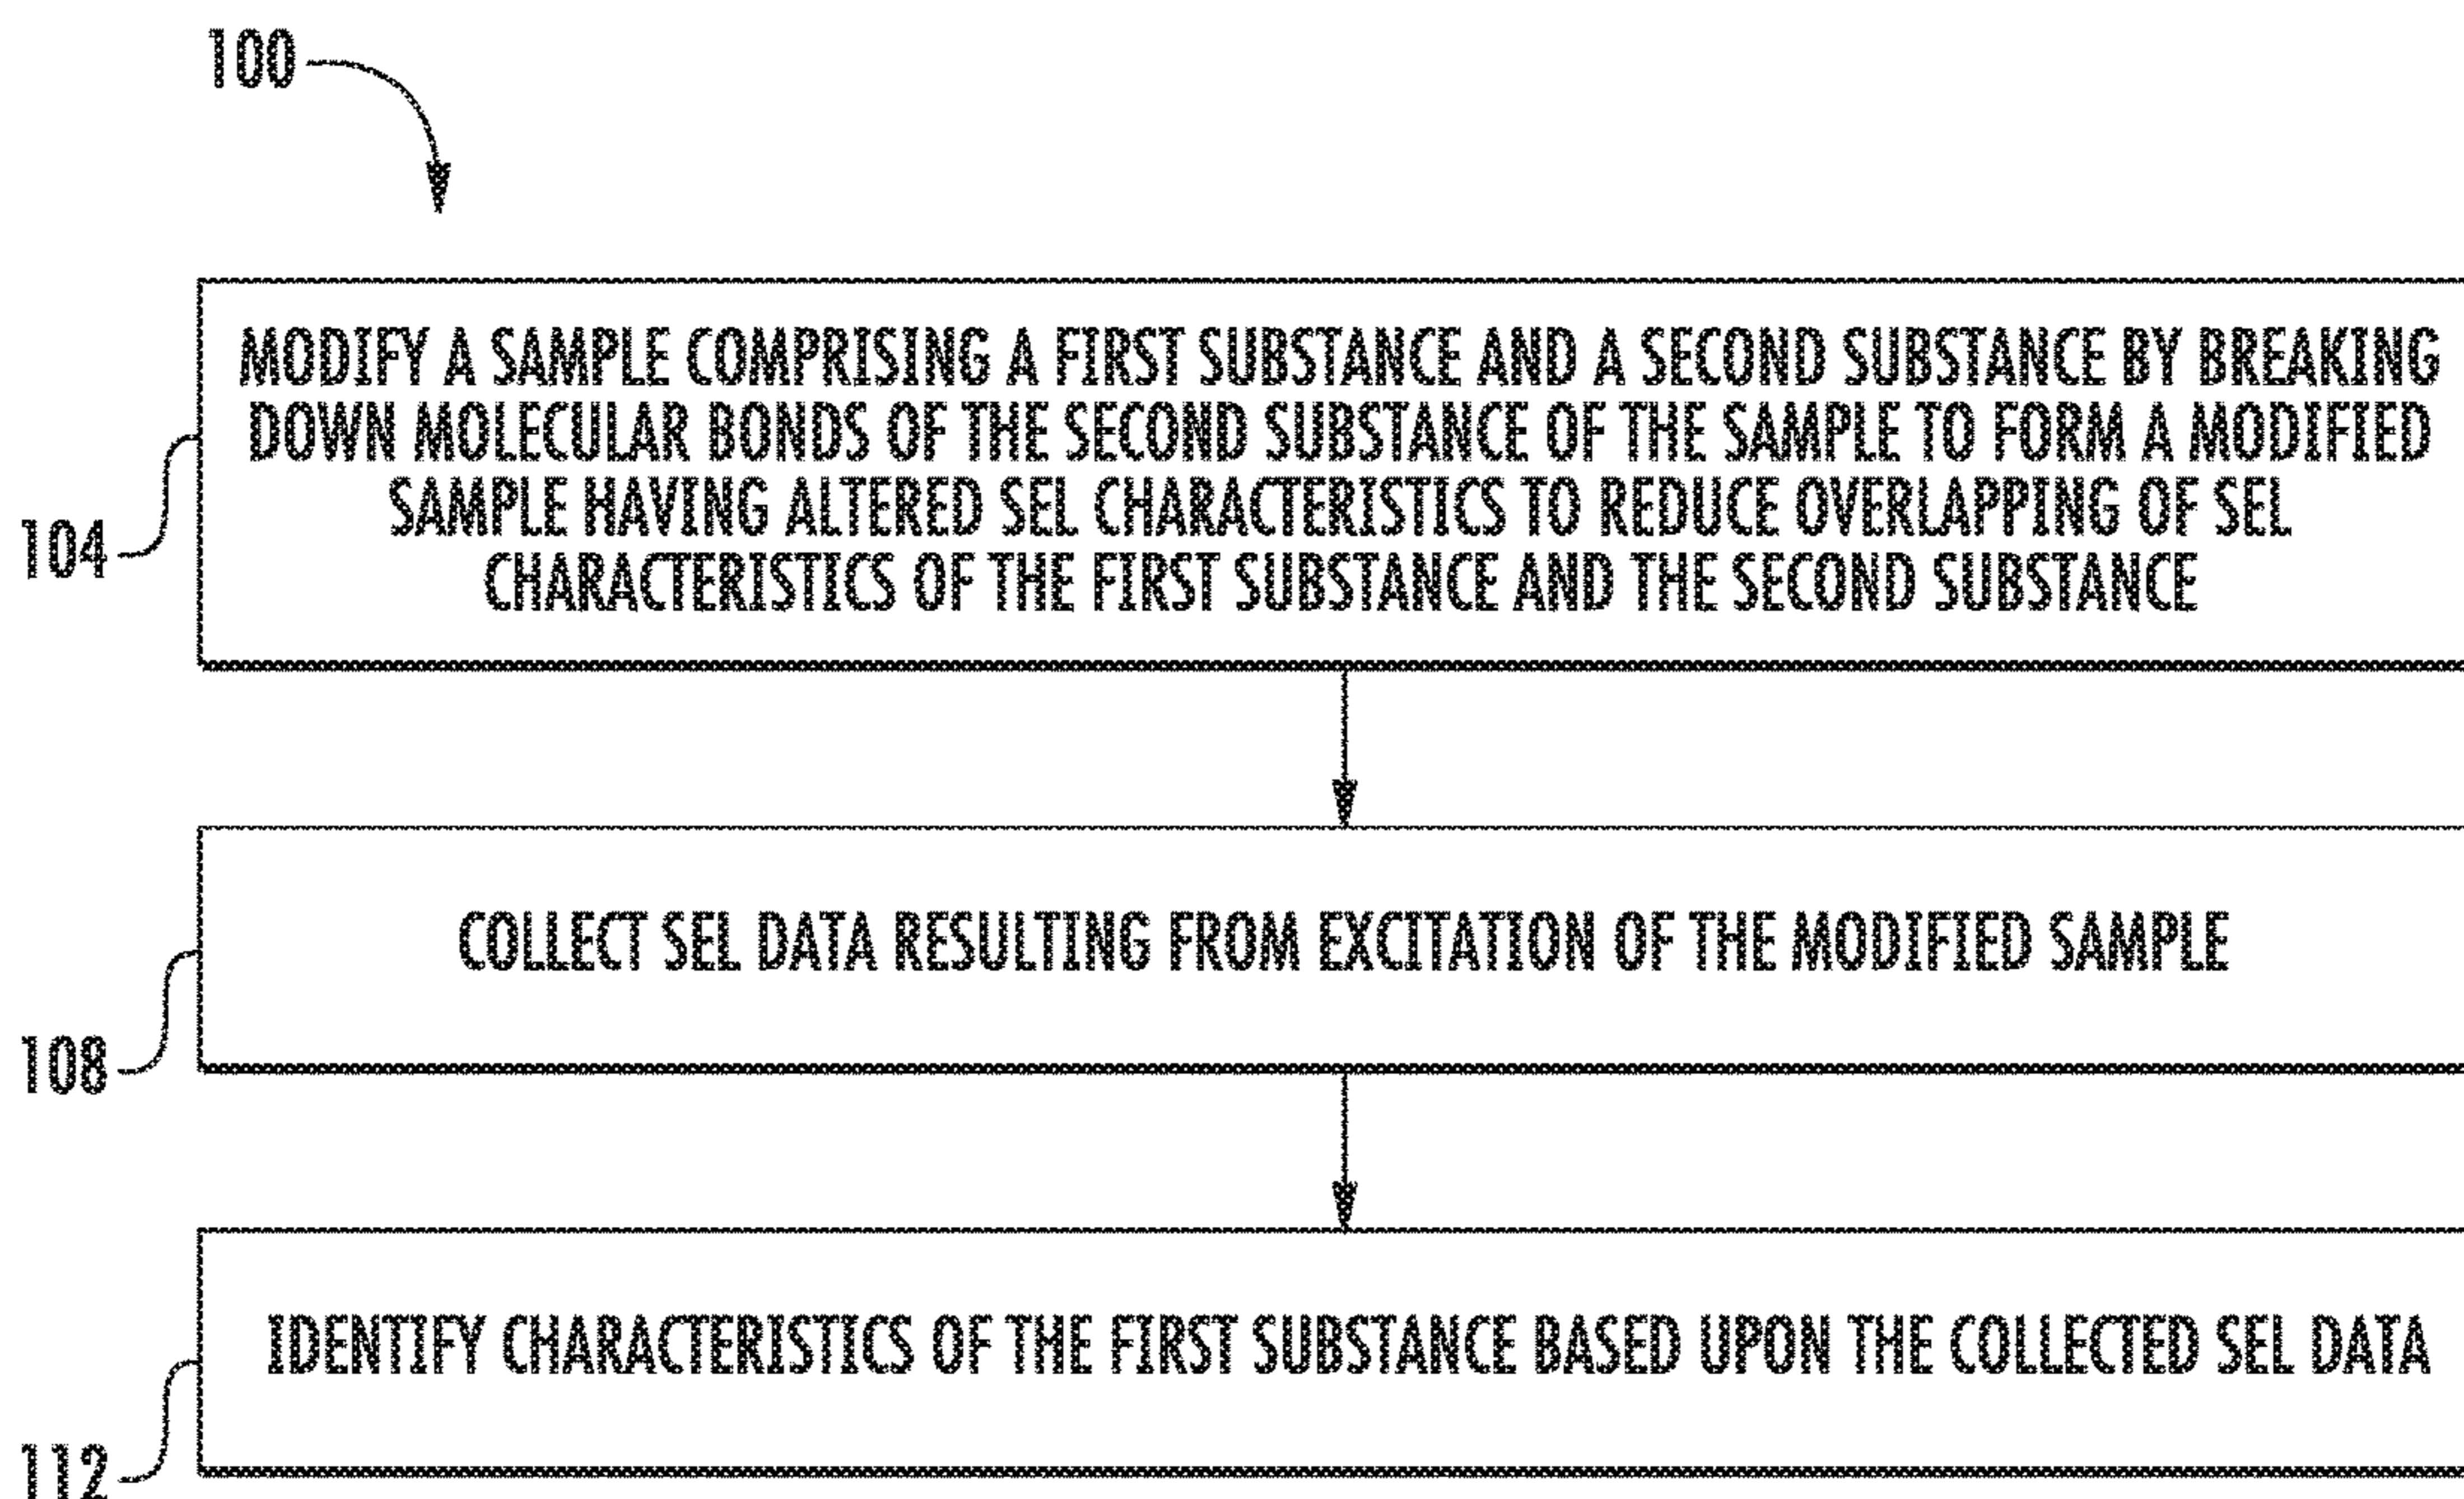 100
MODIFY A SAMPLE COMPRISING A FIRST SUBSTANCE AND A SECOND SUBSTANCE BY BREAKING
DOWN MOLECULAR BONDS OF THE SECOND SUBSTANCE OF THE SAMPLE TO FORM A MODIFIED
SAMPLE HAVING ALTERED SEL CHARACTERISTICS TO REDUCE OVERLAPPING OF SEL
CHARACTERISTICS OF THE FIRST SUBSTANCE AND THE SECOND SUBSTANCE
104
COLLECT SEL DATA RESULTING FROM EXCITATION OF THE MODIFIED SAMPLE
108
IDENTIFY CHARACTERISTICS OF THE FIRST SUBSTANCE BASED UPON THE COLLECTED SEL DATA
112